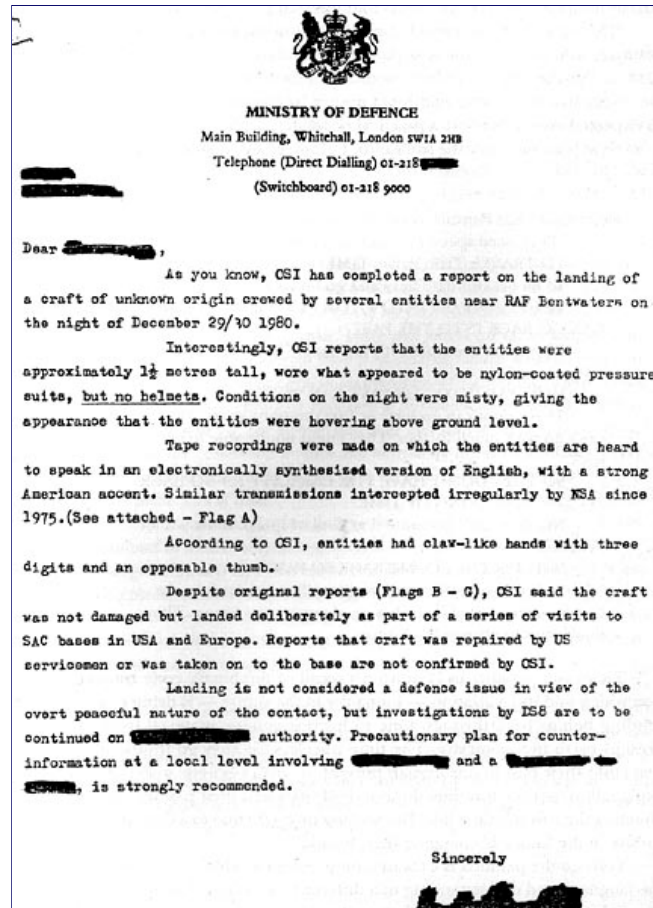 MINISTRY OF DEFENCE
Main Building, Whitehall, London SW1A 2HB
Telephone (Direct Dialling) 01-218
(Switchboard) 01-218 9000
Dear ,
As you know, OSI has completed a report on the landing of
a craft of unknown origin crewed by several entities near RAF Bentwaters on
the night of December 29/30 1980.
Interestingly, OSI reports that the entities were
approximately 1½ metres tall, wore what appeared to be nylon-coated pressure
suits, but no helmets. Conditions on the night were misty, giving the
appearance that the entities were hovering above ground level.
Tape recordings were made on which the entities are heard
to speak in an electronically synthesized version of English, with a strong
American accent. Similar transmissions intercepted irregularly by NSA since
1975.(See attached - Flag A)
According to OSI, entities had claw-like hands with three
digits and an opposable thumb.
Despite original reports (Flags B - G), OSI said the craft
was not damaged but landed deliberately as part of a series of visits to
SAC bases in USA and Europe. Reports that craft was repaired by US
servicemen or was taken on to the base are not confirmed by OSI.
Landing is not considered a defence issue in view of the
overt peaceful nature of the contact, but investigations by DS8 are to be
continued on authority. Precautionary plan for counter-
information at a local level involving and a
, is strongly recommended.
Sincerely